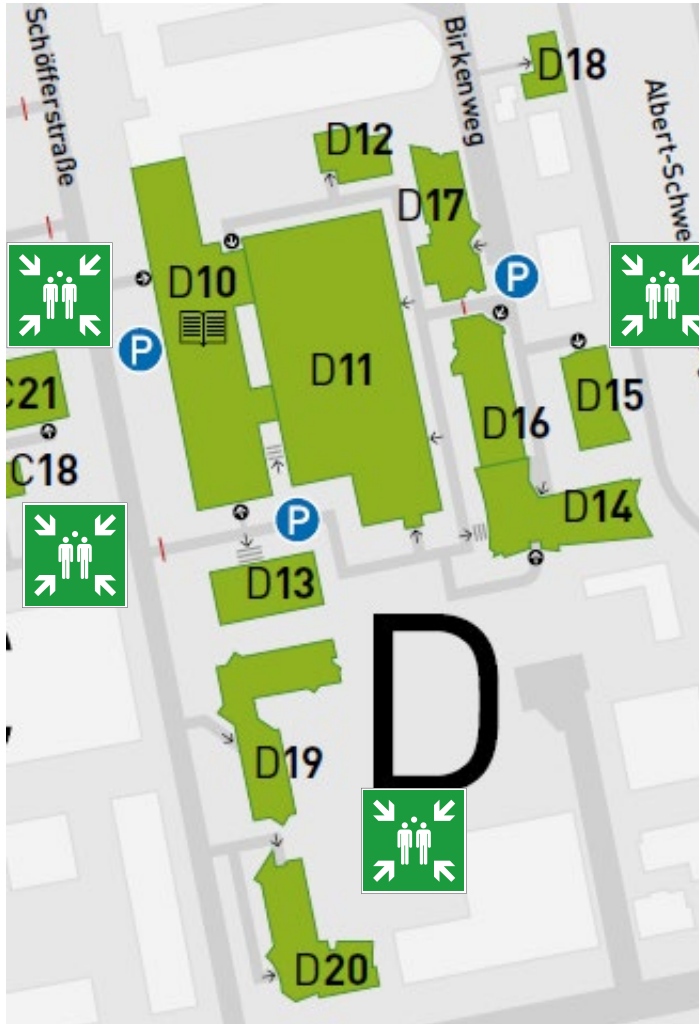 Schöfferstraße
Birkenweg
Albert-Schwe
D18
D12
D17
D10
P
P
D11
C21
D15
D16
C18
D14
P
D13
D
D19
D20